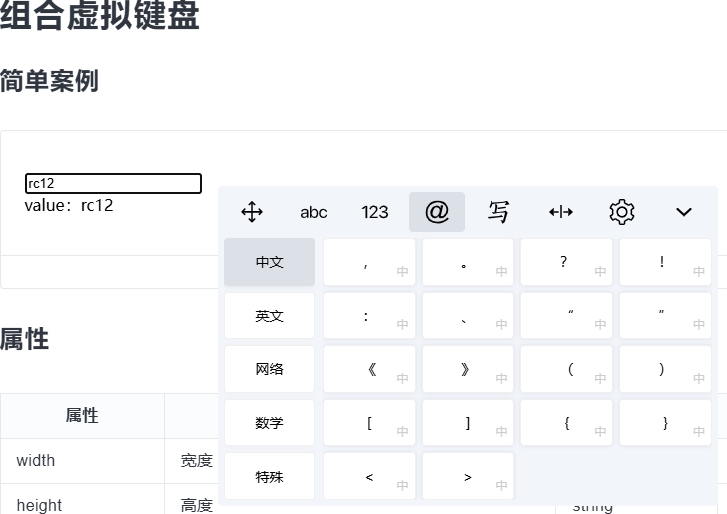 组合虚拟键盘
简单案例
rc12
value：rc12
abc 123 @ 写
中文 ， 中 。 中 ？ 中 ！ 中
英文 ： 中 、 中 “ 中 ” 中
网络 《 中 》 中 （ 中 ） 中
数学 [ 中 ] 中 { 中 } 中
特殊 < 中 > 中
属性
属性
width 宽度
height 高度 string